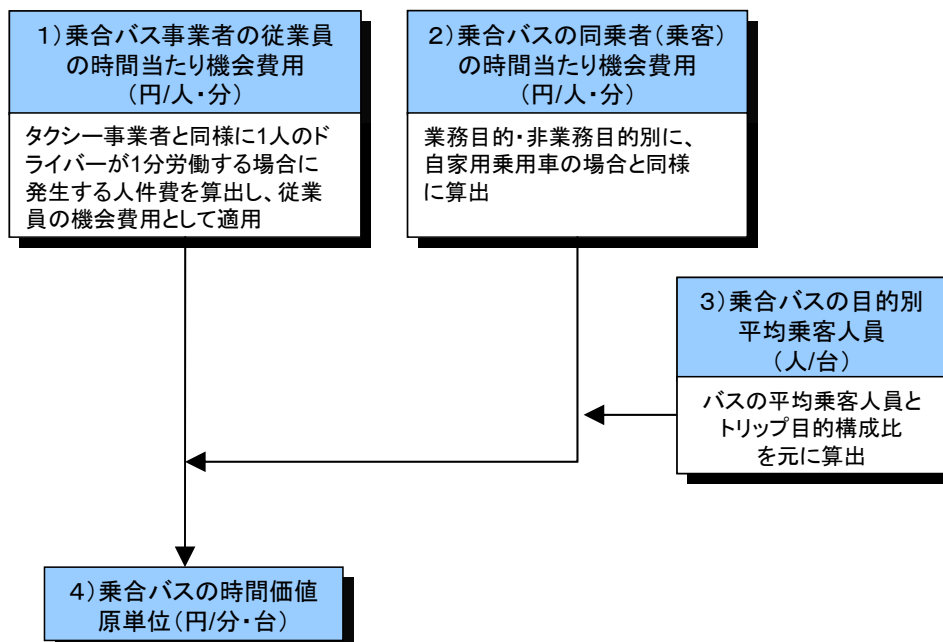 1)乗合バス事業者の従業員
の時間当たり機会費用
(円/人・分)
タクシー事業者と同様に1人のド
ライバーが1分労働する場合に
発生する人件費を算出し、従業
員の機会費用として適用
2)乗合バスの同乗者(乗客)
の時間当たり機会費用
(円/人・分)
業務目的・非業務目的別に、
自家用乗用車の場合と同様
に算出
3)乗合バスの目的別
平均乗客人員
(人/台)
バスの平均乗客人員と
トリップ目的構成比
を元に算出
4)乗合バスの時間価値
原単位(円/分・台)